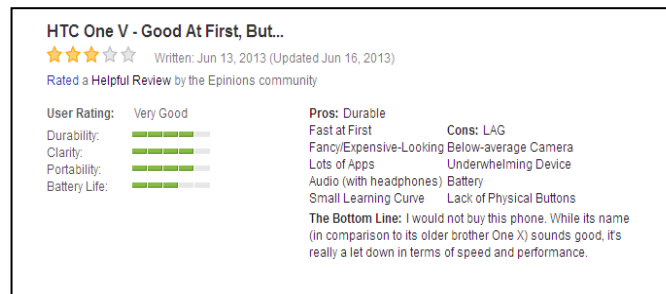 HTC One V - Good At First, But...
Written: Jun 13, 2013 (Updated Jun 16, 2013)
Rated a Helpful Review by the Epinions community
User Rating: Very Good
Durability:
Clarity:
Portability:
Battery Life:
Pros: Durable
Fast at First
Fancy/Expensive-Looking
Lots of Apps
Audio (with headphones)
Small Learning Curve
Cons: LAG
Below-average Camera
Underwhelming Device
Battery
Lack of Physical Buttons
The Bottom Line: I would not buy this phone. While its name
(in comparison to its older brother One X) sounds good, it's
really a let down in terms of speed and performance.